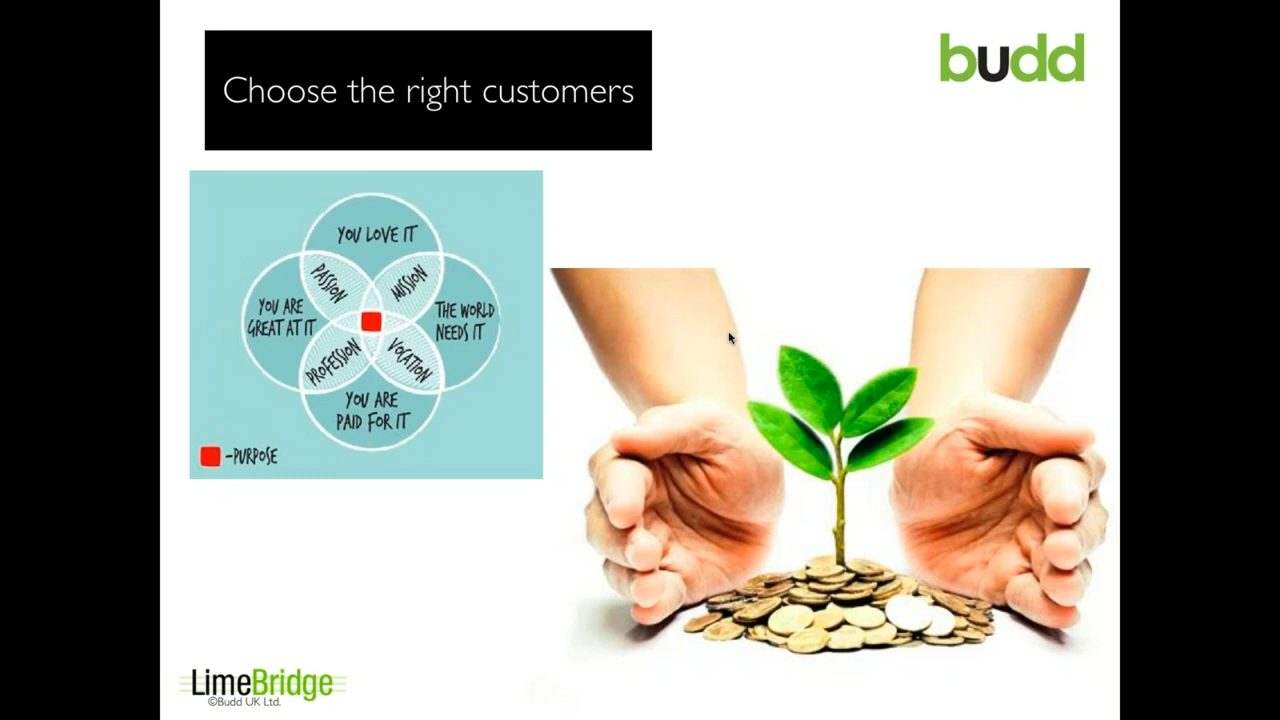 Choose the right customers
budd
YOU LOVE IT
PASSION
MISSION
YOU ARE
GREAT AT IT
THE WORLD
NEEDS IT
PROFESSION
VOCATION
YOU ARE
PAID FOR IT
-PURPOSE
LimeBridge
©Budd UK Ltd.